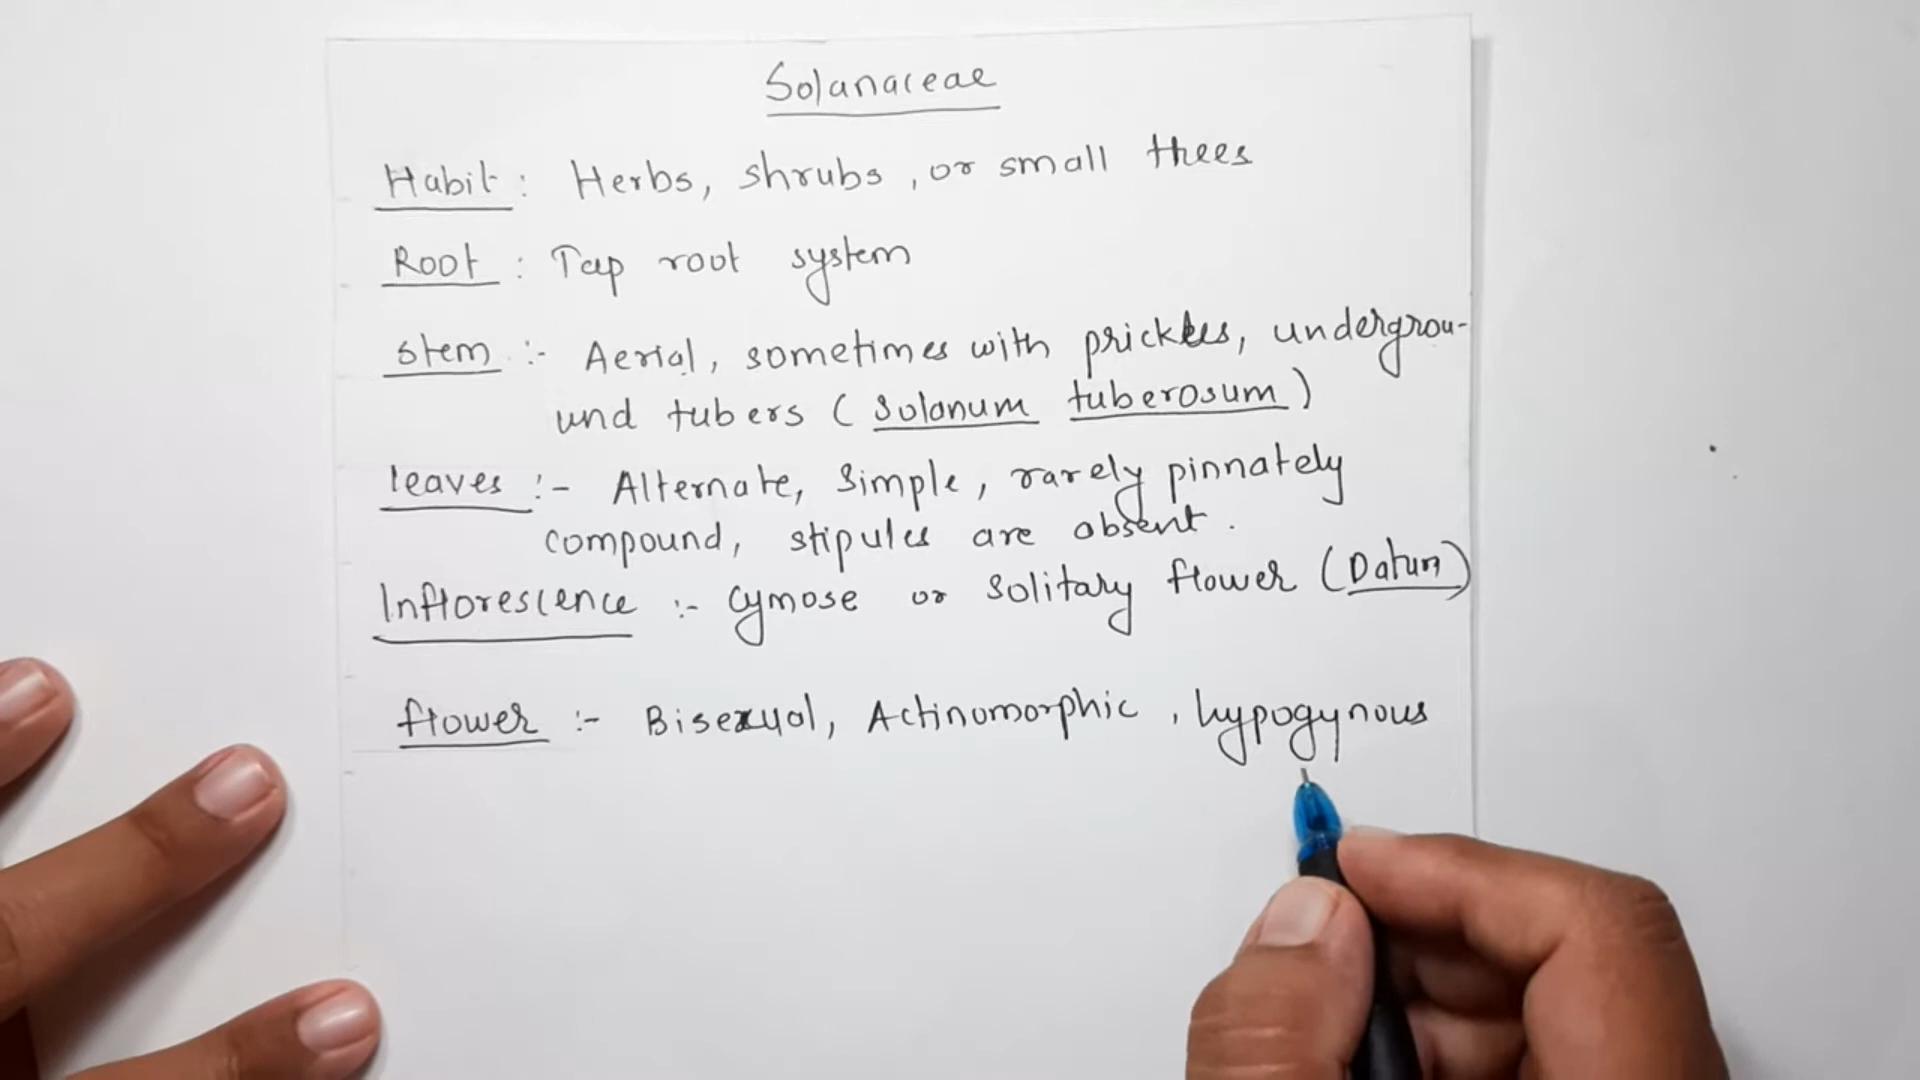 Solanaceae
Habit : Herbs, shrubs, or small trees
Root : Tap root system
Stem :- Aerial, sometimes with prickles, undergrou-
und tubers (Solanum tuberosum)
leaves :- Alternate, Simple, rarely pinnately
compound, stipules are absent.
Inflorescence :- Cymose or Solitary flower
flower :- Bisexual, Actinomorphic, hypogynous